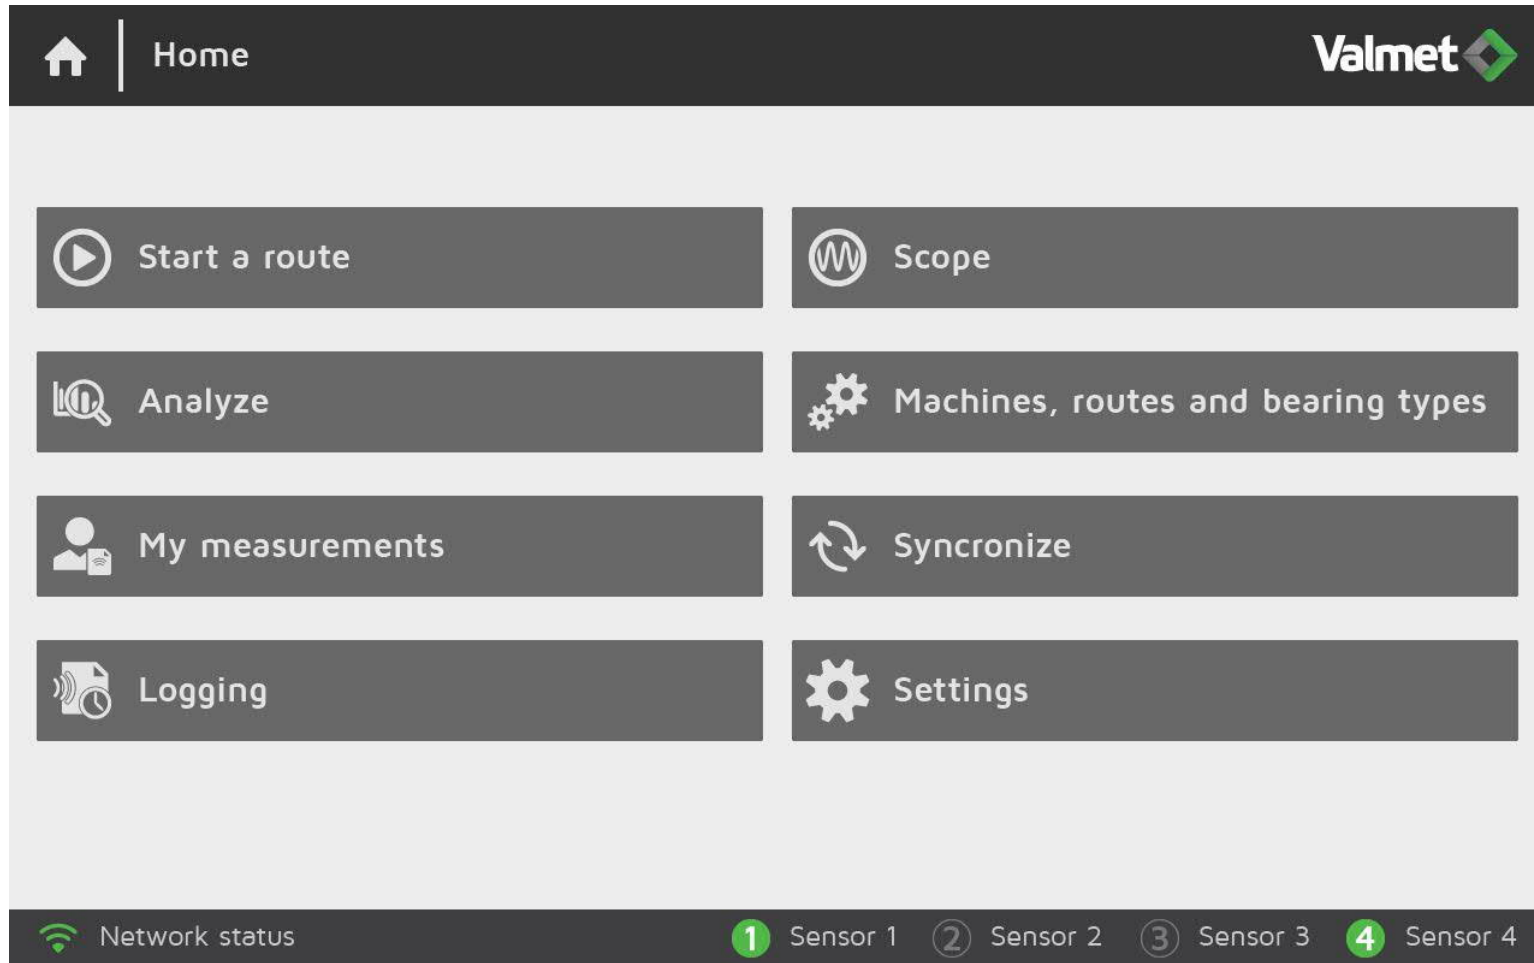 Home
Valmet
Start a route
Scope
Analyze
Machines, routes and bearing types
My measurements
Syncronize
Logging
Settings
Network status
1 Sensor 1
2 Sensor 2
3 Sensor 3
4 Sensor 4